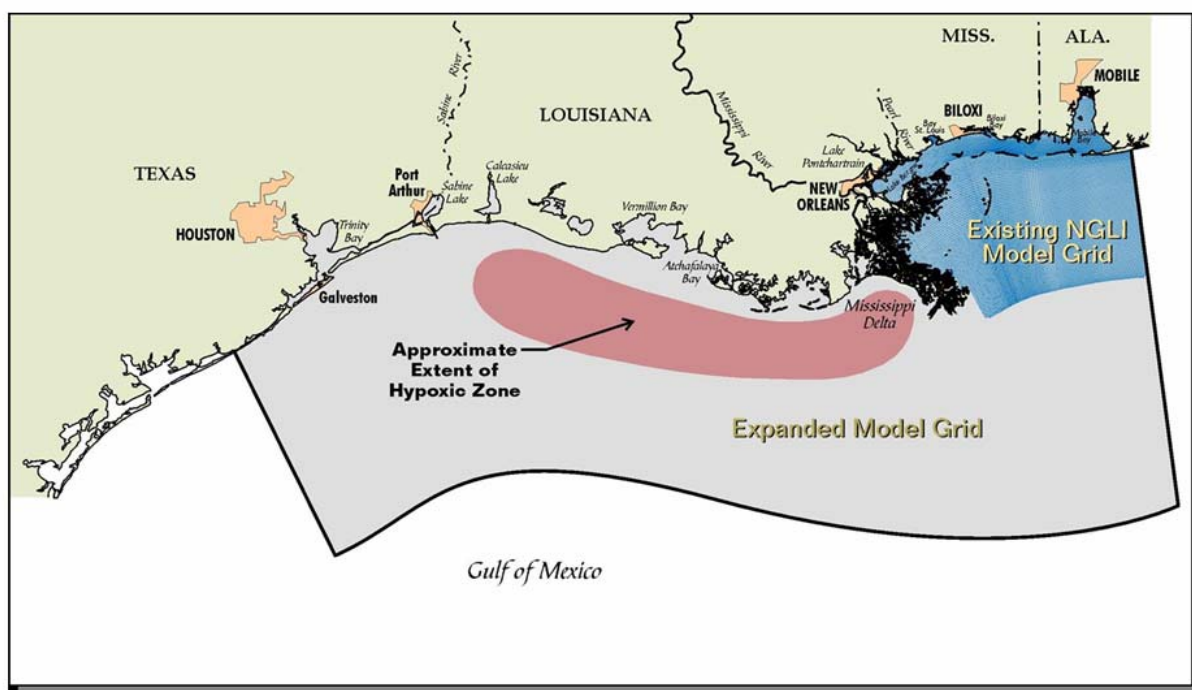 MISS.
ALA.
MOBILE
Sabine
River
LOUISIANA
Mississippi
River
Pearl
River
BILOXI
Bay
St. Louis
Biloxi
Bay
Mobile
Bay
Lake
Pontchartrain
NEW
ORLEANS
Lake Borgne
TEXAS
Port
Arthur
Calcasieu
Lake
Sabine
Lake
HOUSTON
Trinity
Bay
Vermillion Bay
Atchafalaya
Bay
Existing NGLI
Model Grid
Galveston
Mississippi
Delta
Approximate
Extent of
Hypoxic Zone
Expanded Model Grid
Gulf of Mexico